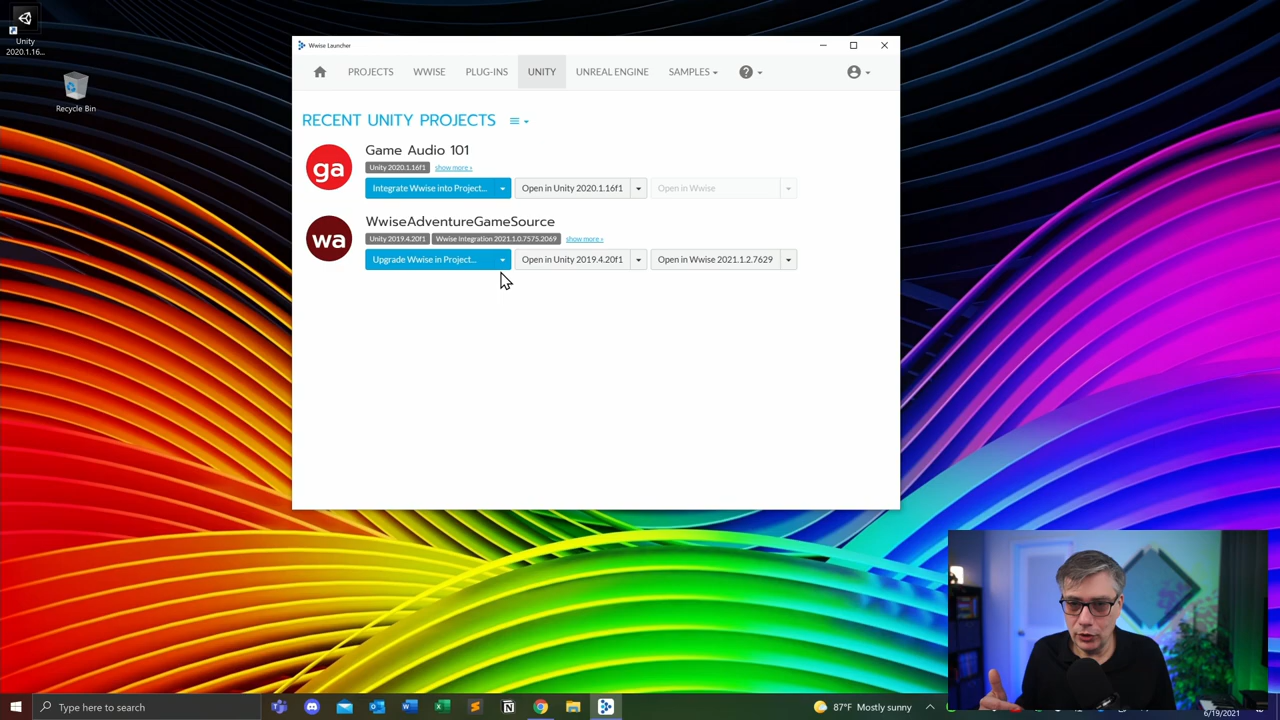 Unity
2020.1.16...
Recycle Bin
Wwise Launcher
PROJECTS
WWISE
PLUG-INS
UNITY
UNREAL ENGINE
SAMPLES
?
RECENT UNITY PROJECTS
ga
Game Audio 101
Unity 2020.1.16f1
show more »
Integrate Wwise into Project...
Open in Unity 2020.1.16f1
Open in Wwise
wa
WwiseAdventureGameSource
Unity 2019.4.20f1
Wwise Integration 2021.1.0.7575.2069
show more »
Upgrade Wwise in Project...
Open in Unity 2019.4.20f1
Open in Wwise 2021.1.2.7629
Type here to search
87°F Mostly sunny
6/19/2021